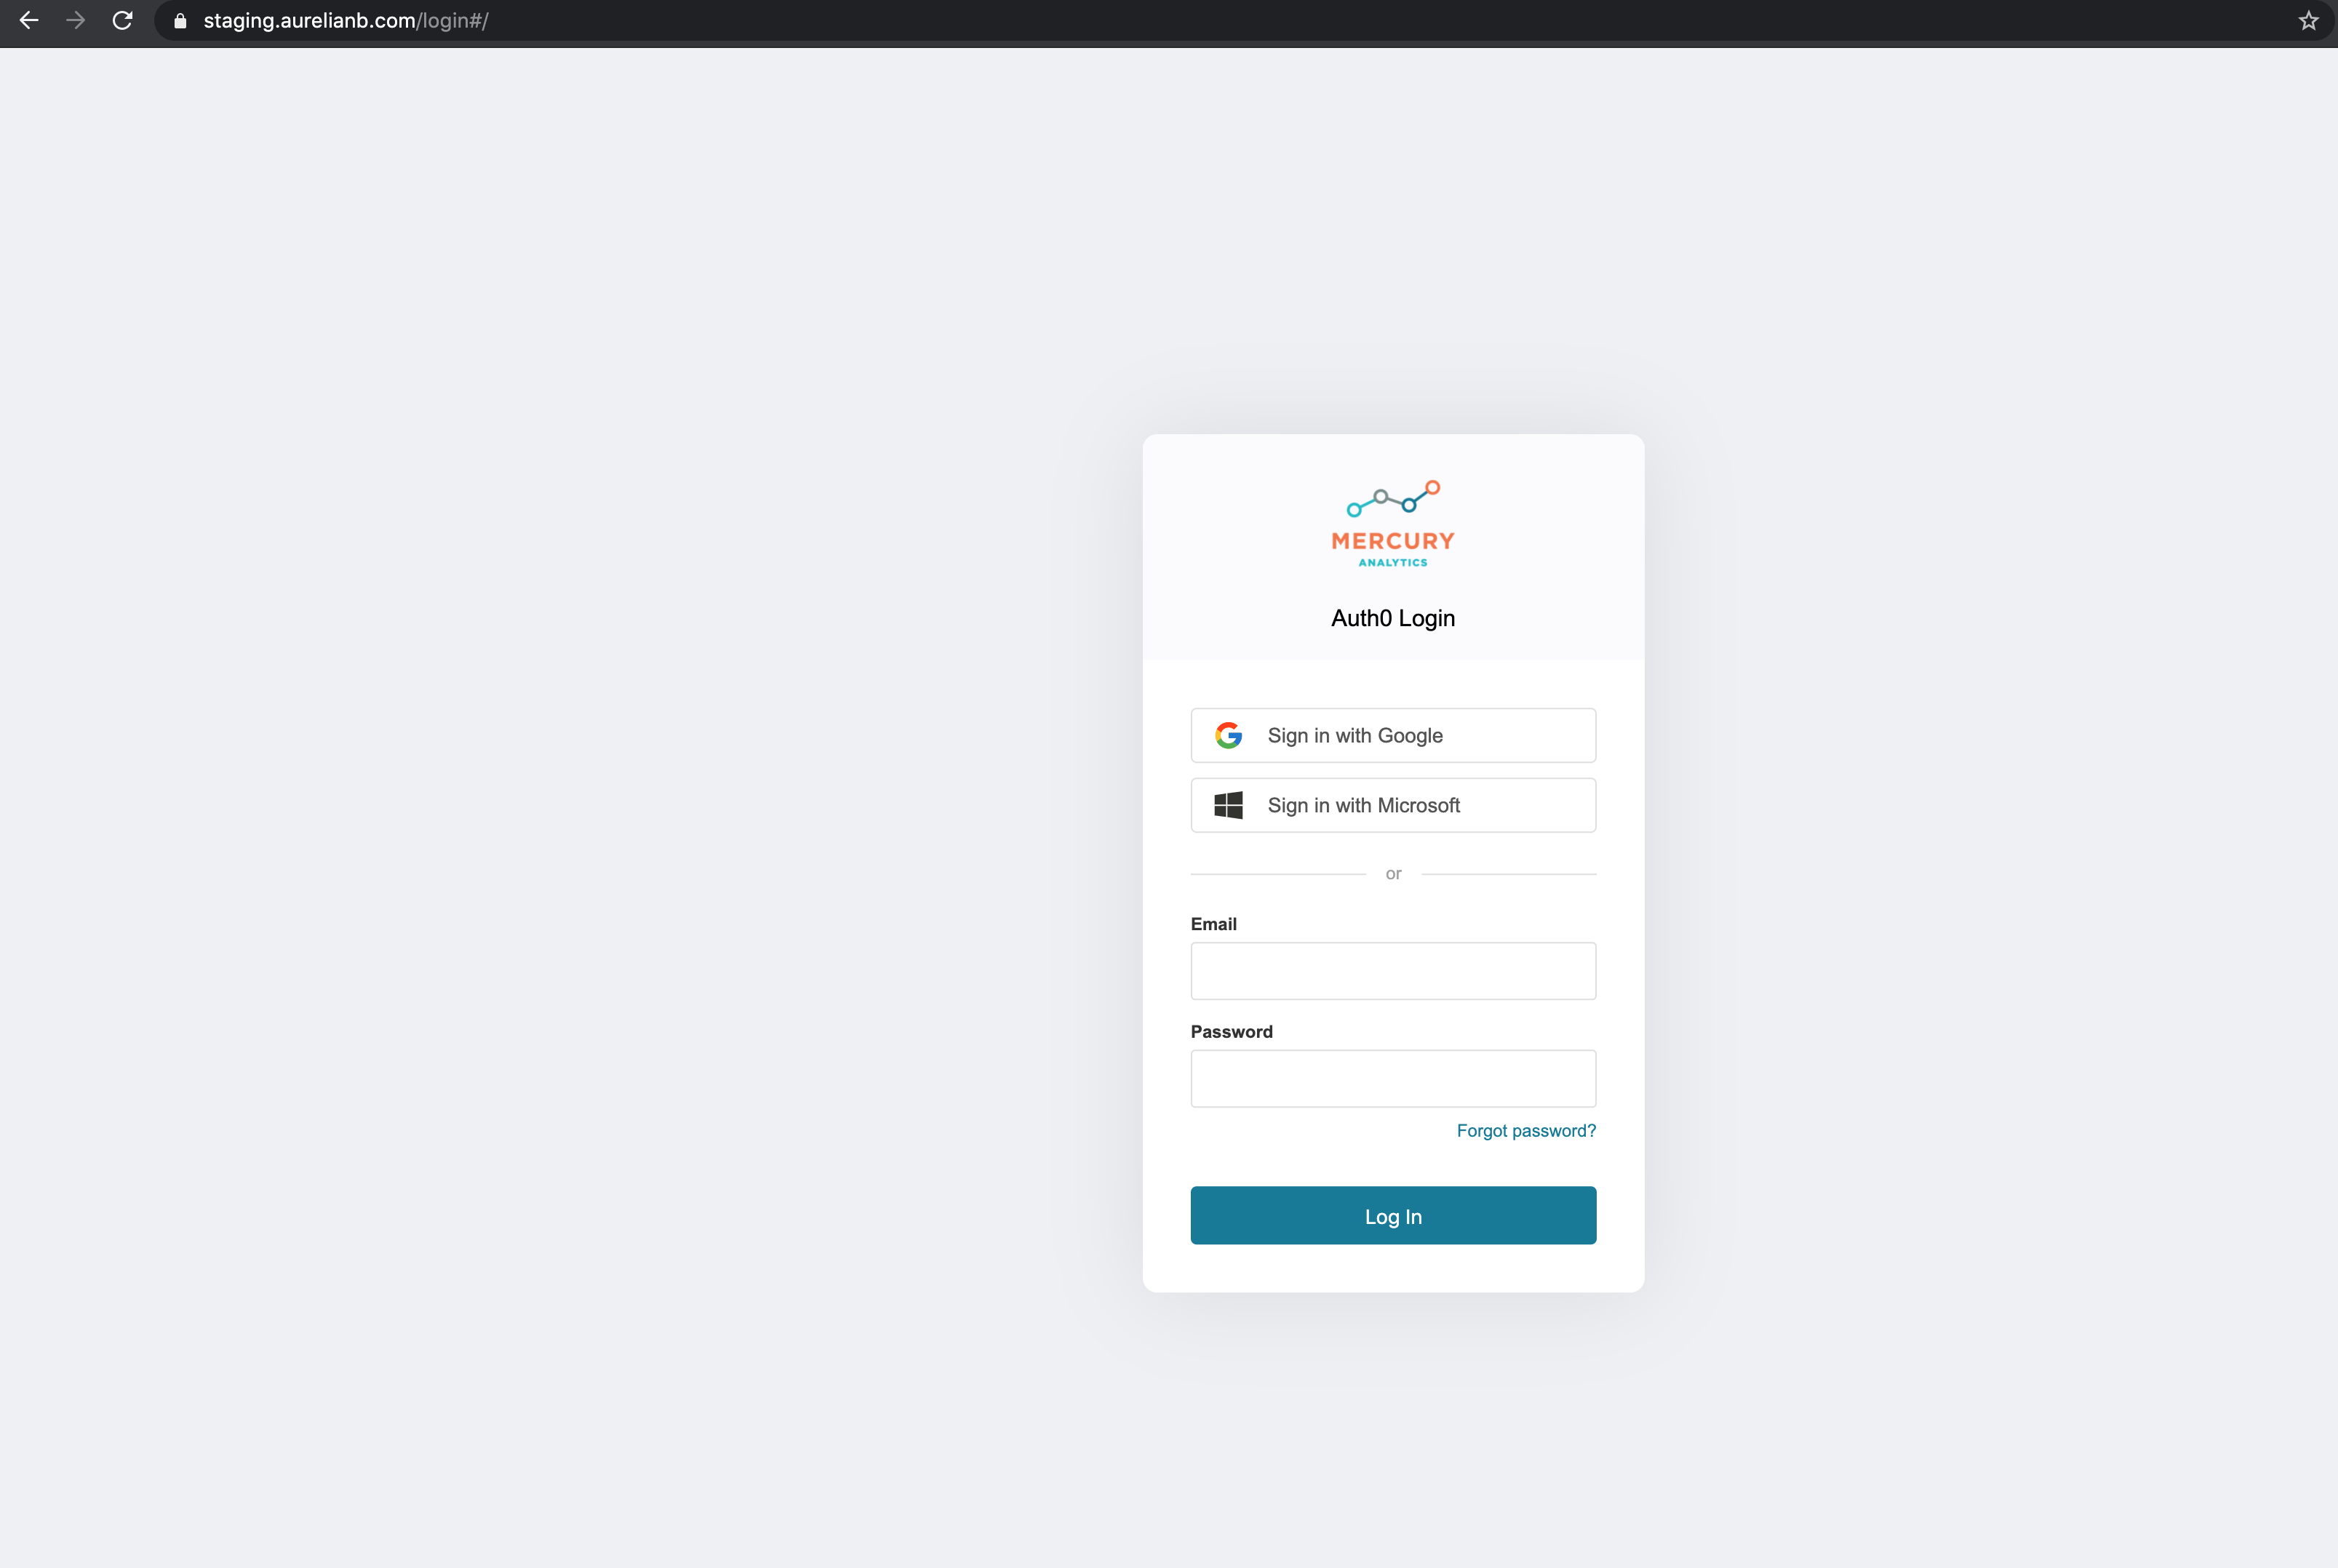 staging.aurelianb.com/login#/
MERCURY
ANALYTICS
Auth0 Login
Sign in with Google
Sign in with Microsoft
or
Email
Password
Forgot password?
Log In